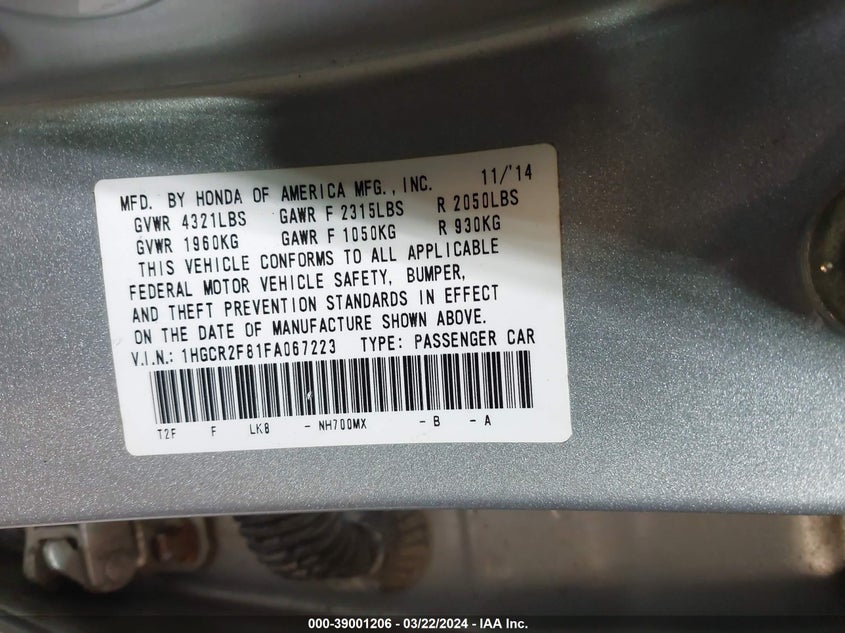 MFD. BY HONDA OF AMERICA MFG., INC. 11/'14
GVWR 4321LBS GAWR F 2315LBS R 2050LBS
GVWR 1960KG GAWR F 1050KG R 930KG
THIS VEHICLE CONFORMS TO ALL APPLICABLE
FEDERAL MOTOR VEHICLE SAFETY, BUMPER,
AND THEFT PREVENTION STANDARDS IN EFFECT
ON THE DATE OF MANUFACTURE SHOWN ABOVE.
V.I.N.: 1HGCR2F81FA067223 TYPE: PASSENGER CAR
T2F F LK8 - NH700MX - B - A
000-39001206 - 03/22/2024 - IAA Inc.